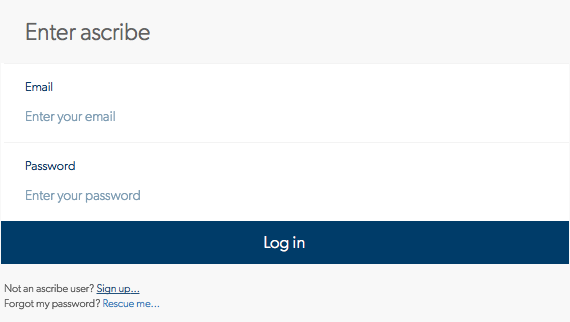 Enter ascribe
Email
Enter your email
Password
Enter your password
Log in
Not an ascribe user? Sign up...
Forgot my password? Rescue me...